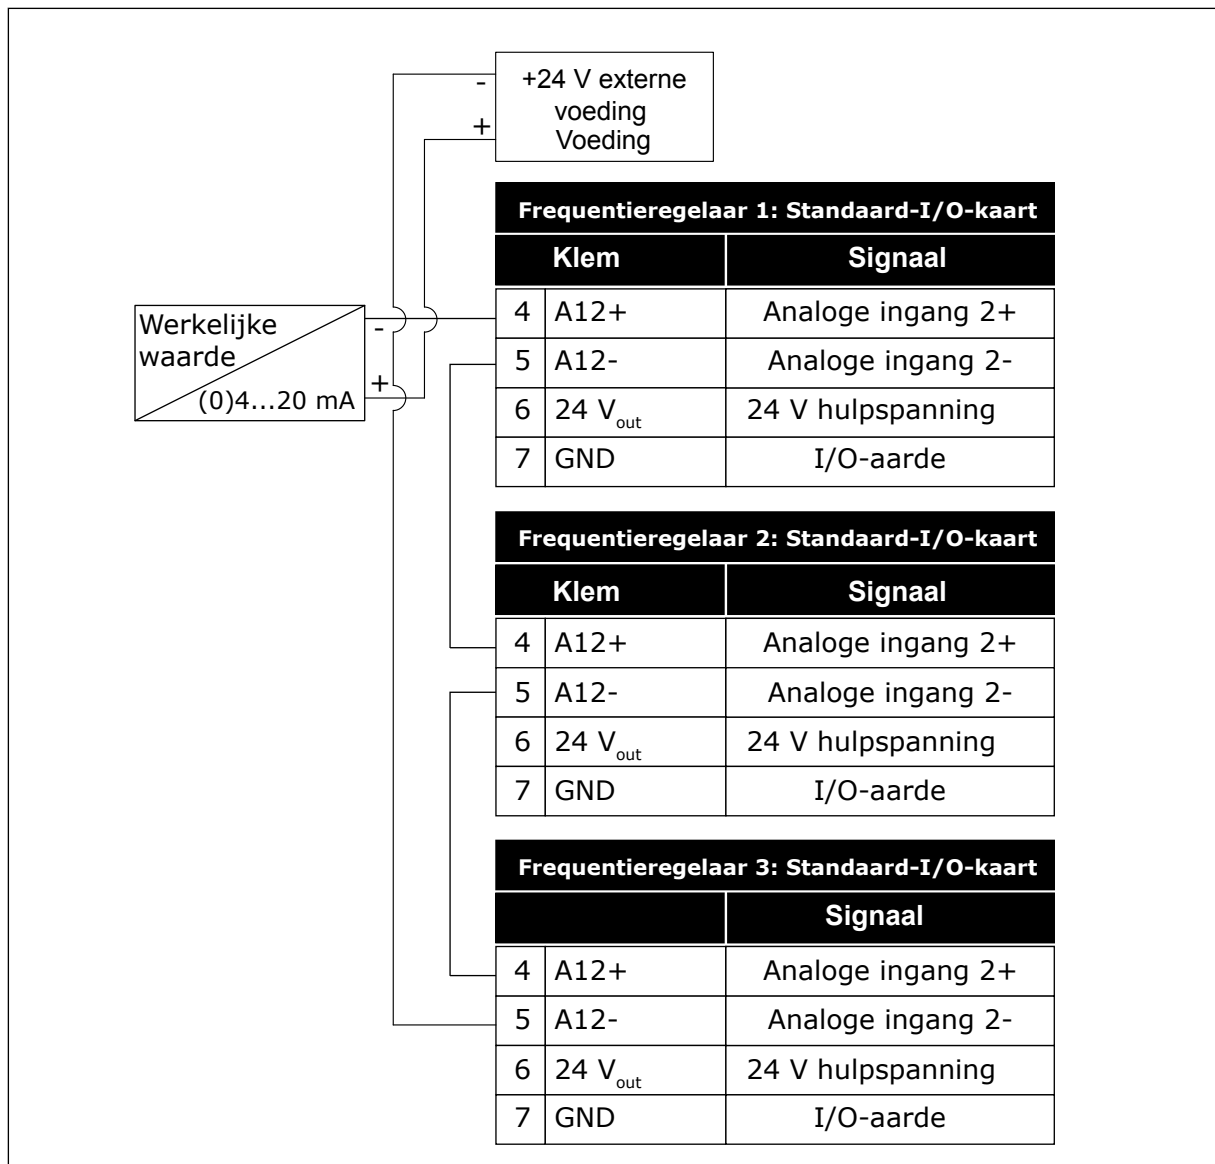 - +24 V externe
voeding
+ Voeding
Frequentieregelaar 1: Standaard-I/O-kaart
Klem Signaal
Werkelijke
waarde
-
+
(0)4...20 mA
4 A12+ Analoge ingang 2+
5 A12- Analoge ingang 2-
6 24 Vout 24 V hulpspanning
7 GND I/O-aarde
Frequentieregelaar 2: Standaard-I/O-kaart
Klem Signaal
4 A12+ Analoge ingang 2+
5 A12- Analoge ingang 2-
6 24 Vout 24 V hulpspanning
7 GND I/O-aarde
Frequentieregelaar 3: Standaard-I/O-kaart
Signaal
4 A12+ Analoge ingang 2+
5 A12- Analoge ingang 2-
6 24 Vout 24 V hulpspanning
7 GND I/O-aarde